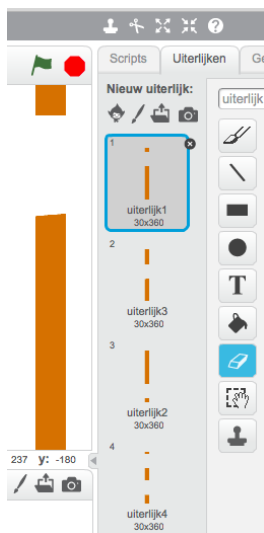 Scripts Uiterlijken Ge
Nieuw uiterlijk:
uiterlijk
1
uiterlijk1
30x360
2
uiterlijk3
30x360
3
uiterlijk2
30x360
4
uiterlijk4
30x360
T
237 y: -180